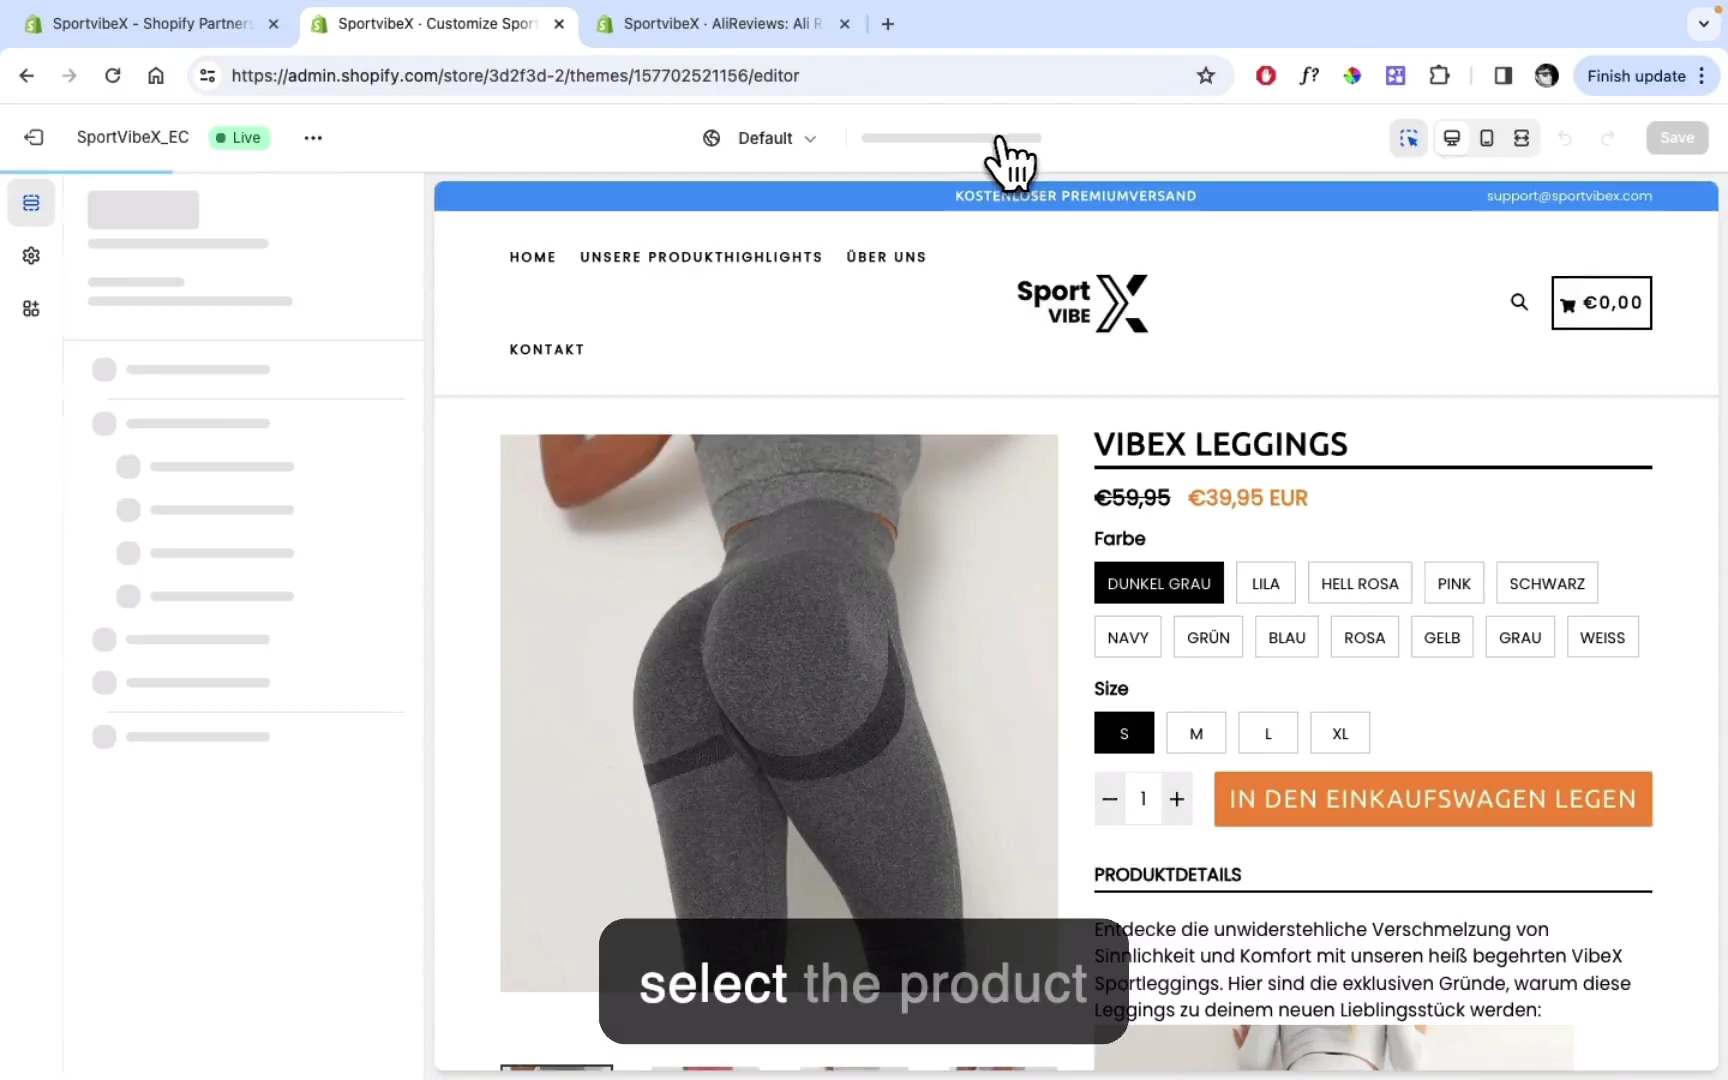 SportvibeX - Shopify Partner
SportvibeX · Customize Spor
SportvibeX · AliReviews: Ali R
https://admin.shopify.com/store/3d2f3d-2/themes/157702521156/editor
f?
Finish update
SportVibeX_EC
Live
Default
Save
KOSTENLOSER PREMIUMVERSAND
support@sportvibex.com
HOME UNSERE PRODUKTHIGHLIGHTS ÜBER UNS
KONTAKT
Sport
VIBE
X
€0,00
VIBEX LEGGINGS
€59,95 €39,95 EUR
Farbe
DUNKEL GRAU LILA HELL ROSA PINK SCHWARZ
NAVY GRÜN BLAU ROSA GELB GRAU WEISS
Size
S M L XL
1
IN DEN EINKAUFSWAGEN LEGEN
PRODUKTDETAILS
Entdecke die unwiderstehliche Verschmelzung von
Sinnlichkeit und Komfort mit unseren heiß begehrten VibeX
Sportleggings. Hier sind die exklusiven Gründe, warum diese
Leggings zu deinem neuen Lieblingsstück werden:
select the product